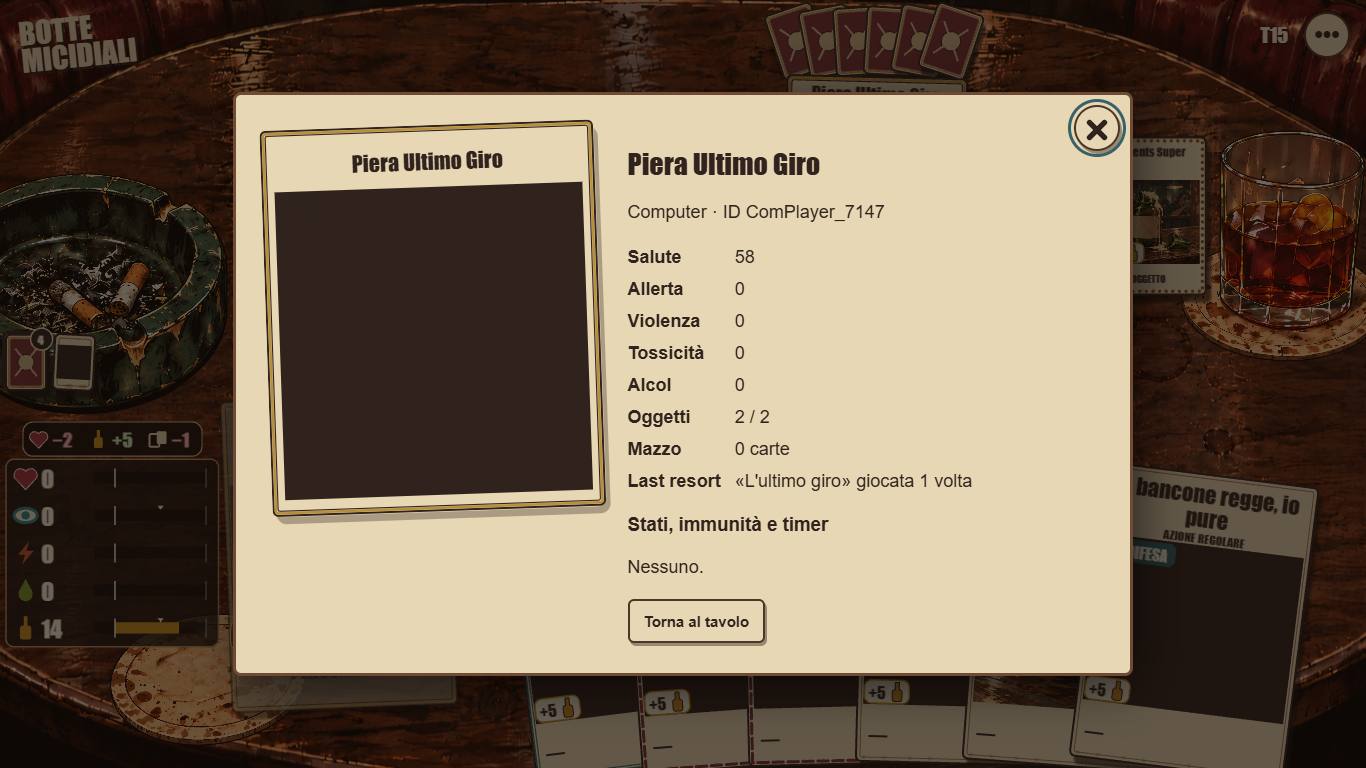 BOTTE
MICIDIALI
T15
Piera Ultimo Giro
Piera Ultimo Giro
Computer · ID ComPlayer_7147
Salute 58
Allerta 0
Violenza 0
Tossicità 0
Alcol 0
Oggetti 2 / 2
Mazzo 0 carte
Last resort «L'ultimo giro» giocata 1 volta
Stati, immunità e timer
Nessuno.
Torna al tavolo
Super
4
−2 +5 −1
0
0
0
0
14
bancone regge, io
pure
AZIONE REGOLARE
+5
+5
+5
+5
—
—
—
—
—
—